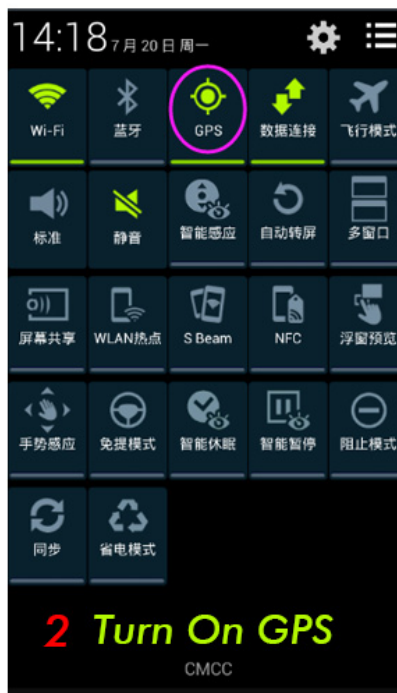 14:18 7月20日 周一
Wi-Fi 蓝牙 GPS 数据连接 飞行模式
标准 静音 智能感应 自动转屏 多窗口
屏幕共享 WLAN热点 S Beam NFC 浮窗预览
手势感应 免提模式 智能休眠 智能暂停 阻止模式
同步 省电模式
2 Turn On GPS
CMCC